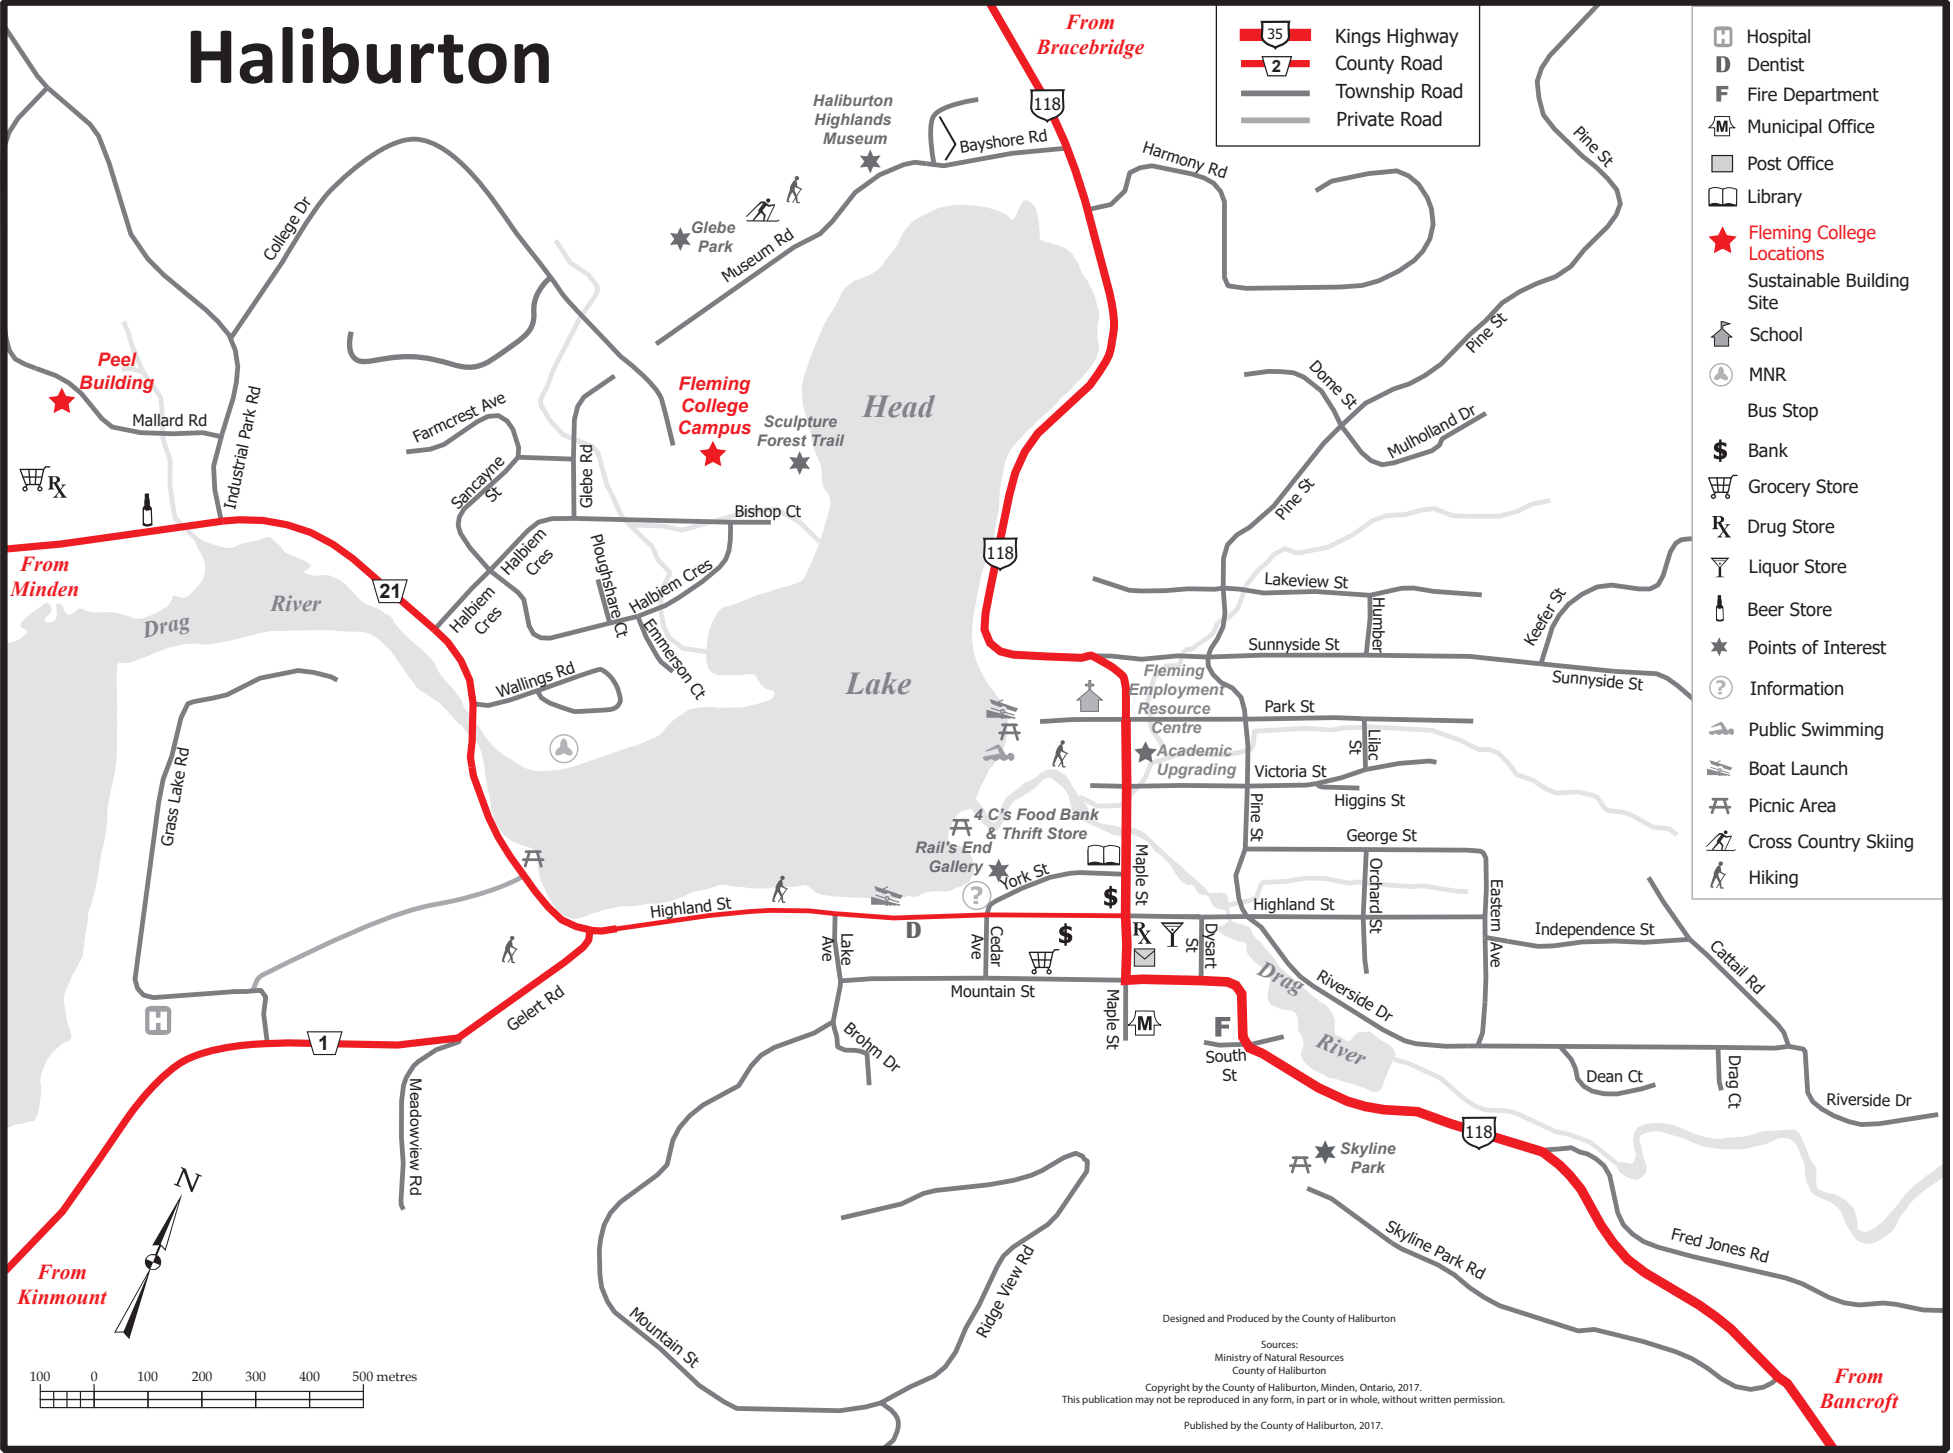 Haliburton
From
Bracebridge
118
35
Kings Highway
2
County Road
Township Road
Private Road
Hospital
D
Dentist
F
Fire Department
M
Municipal Office
Post Office
Library
Fleming College
Locations
Sustainable Building
Site
School
MNR
Bus Stop
$
Bank
Grocery Store
Rx
Drug Store
Liquor Store
Beer Store
Points of Interest
?
Information
Public Swimming
Boat Launch
Picnic Area
Cross Country Skiing
Hiking
H
Haliburton
Highlands
Museum
Bayshore Rd
Harmony Rd
Pine St
College Dr
Glebe
Park
Museum Rd
Pine St
Peel
Building
Mallard Rd
Industrial Park Rd
Farmcrest Ave
Fleming
College
Campus
Sculpture
Forest Trail
Head
Dome St
Mulholland Dr
Sancayne
St
Glebe Rd
Pine St
Rx
Bishop Ct
118
From
Minden
21
Drag
River
Halbiem
Cres
Halbiem
Cres
Ploughshare Ct
Halbiem Cres
Emmerson Ct
Wallings Rd
Lake
Lakeview St
Humber
Keefer St
Sunnyside St
Sunnyside St
Fleming
Employment
Resource
Centre
Academic
Upgrading
Park St
Lilac
St
Victoria St
Higgins St
Pine St
George St
Grass Lake Rd
4 C's Food Bank
& Thrift Store
Rail's End
Gallery
York St
?
Maple St
$
Highland St
Highland St
Orchard St
Eastern
Ave
Independence St
Cattail Rd
D
Lake
Ave
Cedar
Ave
$
Rx
Dysart
St
Mountain St
Maple St
M
F
South
St
Drag
River
Riverside Dr
Dean Ct
Drag Ct
Riverside Dr
H
Gelert Rd
1
Brohm Dr
Meadowview Rd
118
Skyline
Park
Skyline Park Rd
Fred Jones Rd
N
From
Kinmount
Mountain St
Ridge View Rd
From
Bancroft
100 0 100 200 300 400 500 metres
Designed and Produced by the County of Haliburton
Sources:
Ministry of Natural Resources
County of Haliburton
Copyright by the County of Haliburton, Minden, Ontario, 2017.
This publication may not be reproduced in any form, in part or in whole, without written permission.
Published by the County of Haliburton, 2017.